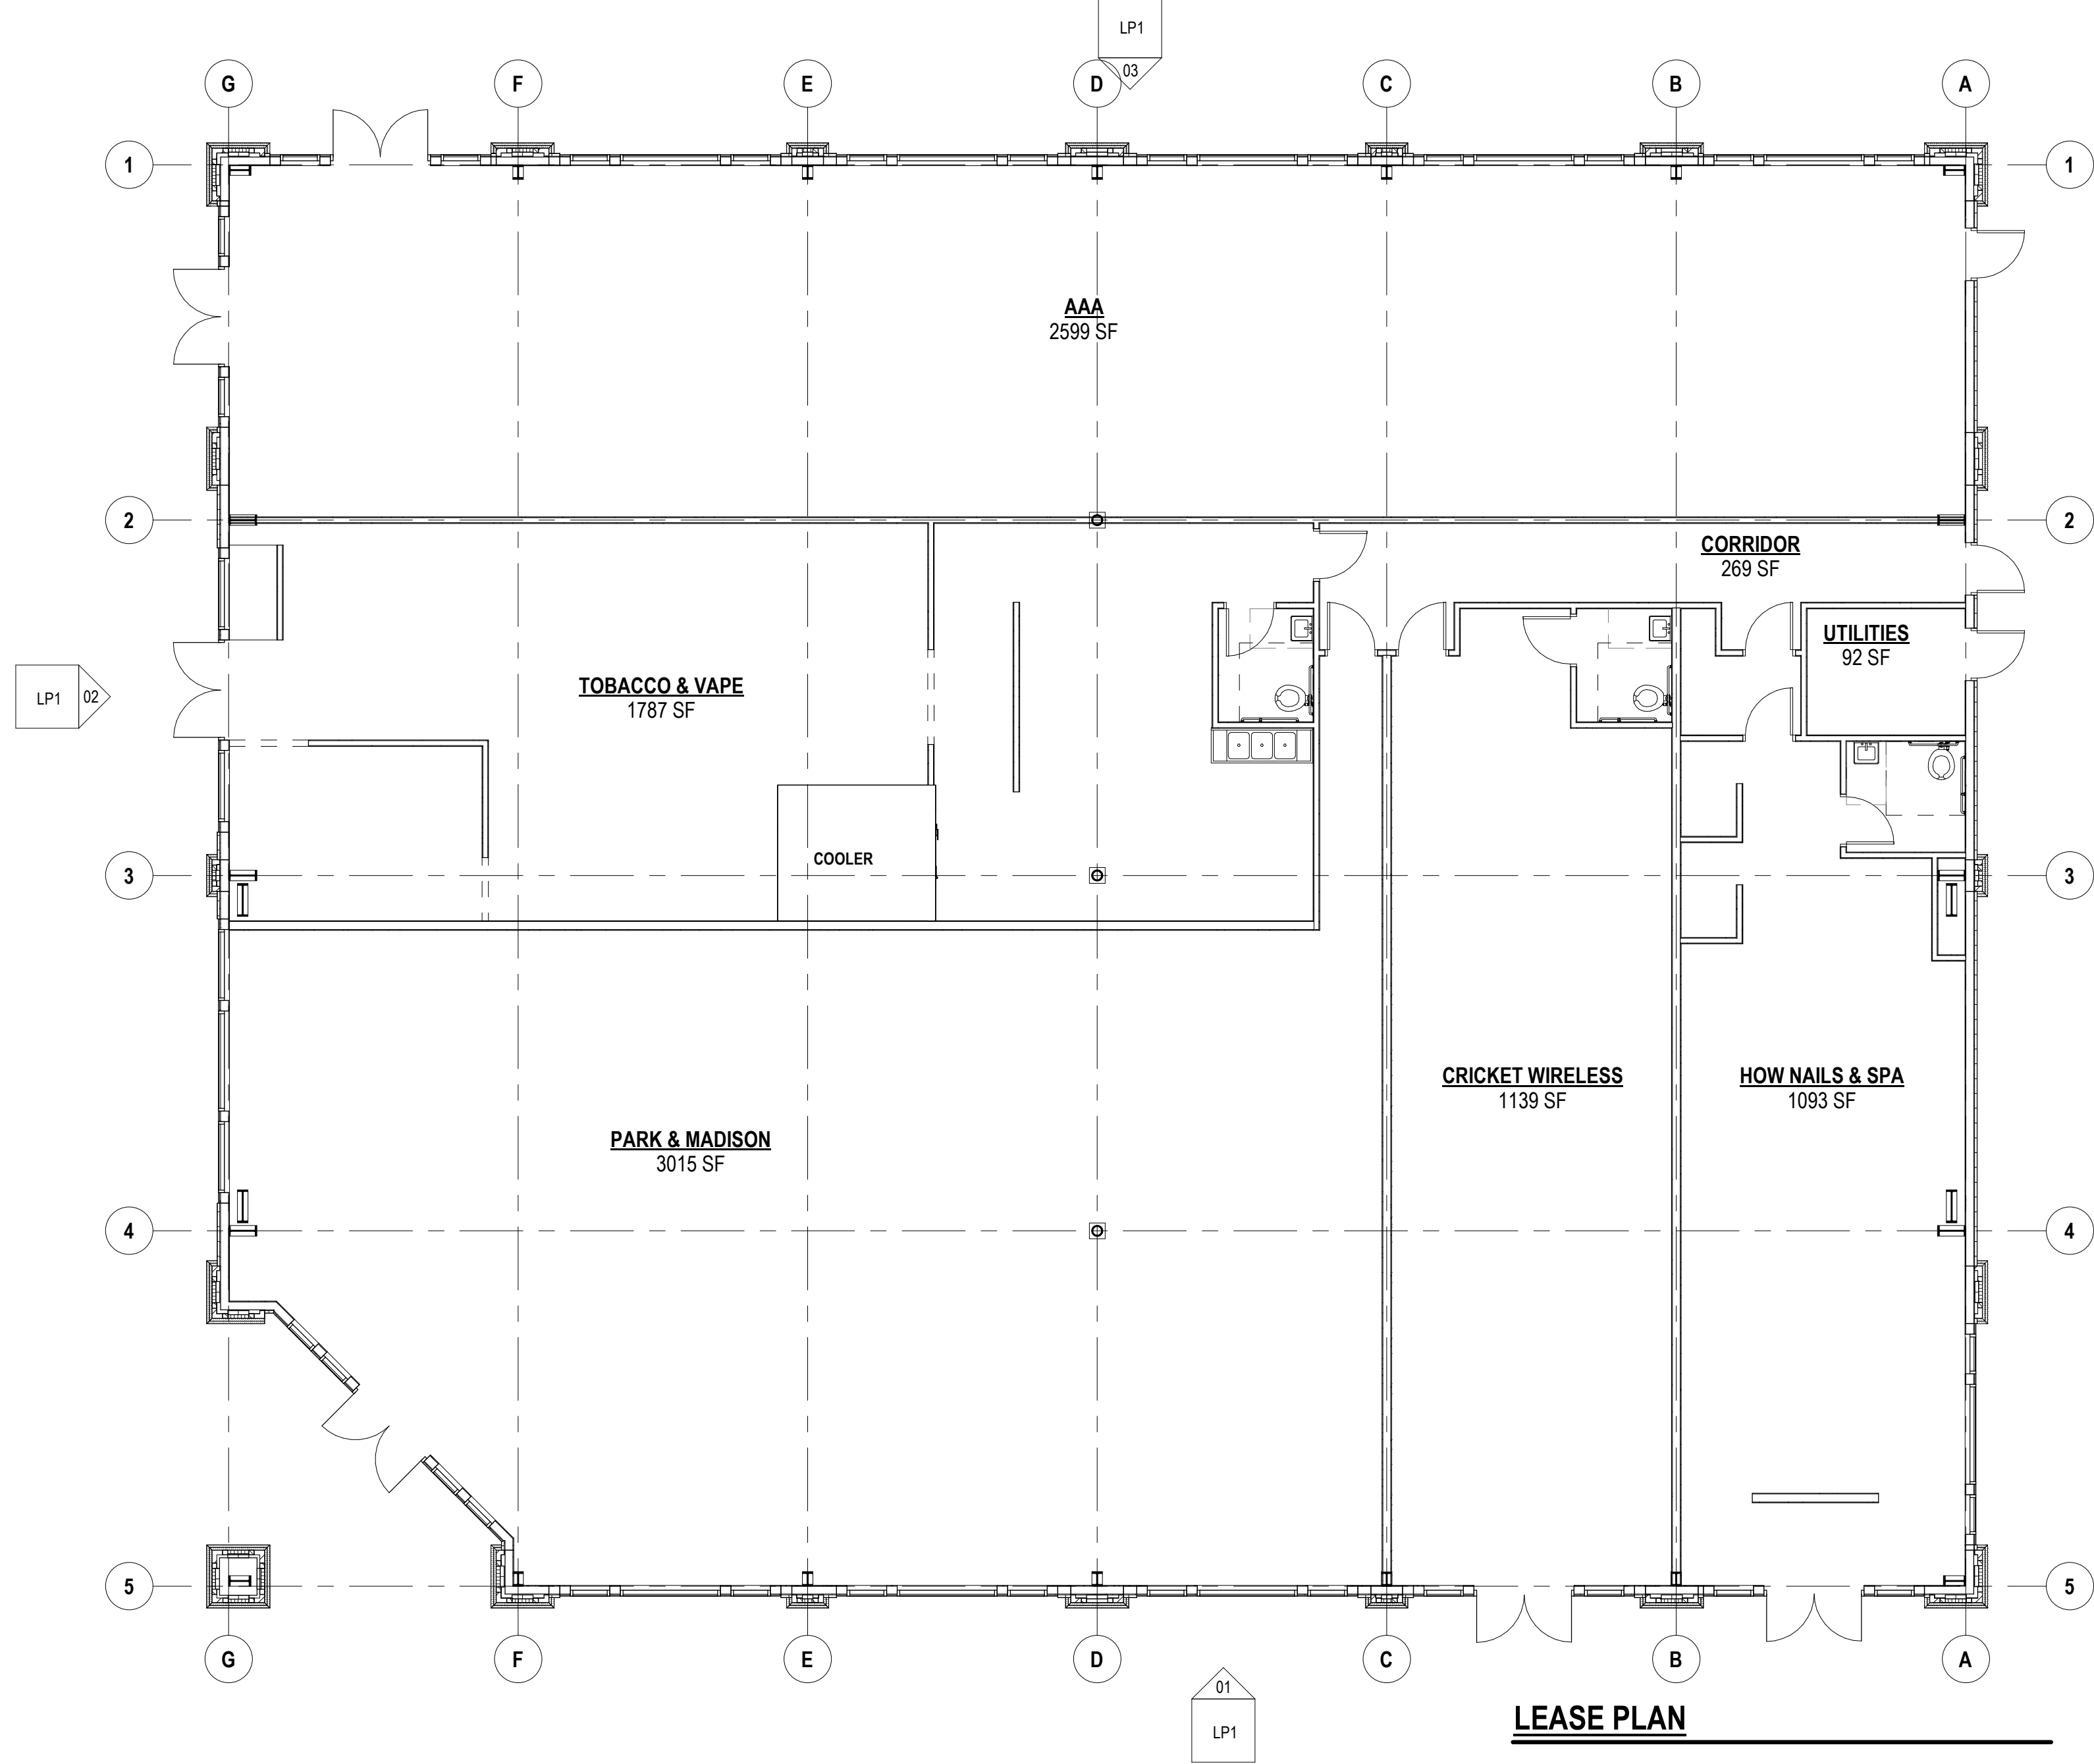 LP1
03
G F E D C B A
1 1
AAA
2599 SF
2 2
CORRIDOR
269 SF
UTILITIES
92 SF
TOBACCO & VAPE
1787 SF
LP1 02
COOLER
3 3
CRICKET WIRELESS
1139 SF
HOW NAILS & SPA
1093 SF
PARK & MADISON
3015 SF
4 4
5 5
G F E D C B A
01
LP1
LEASE PLAN